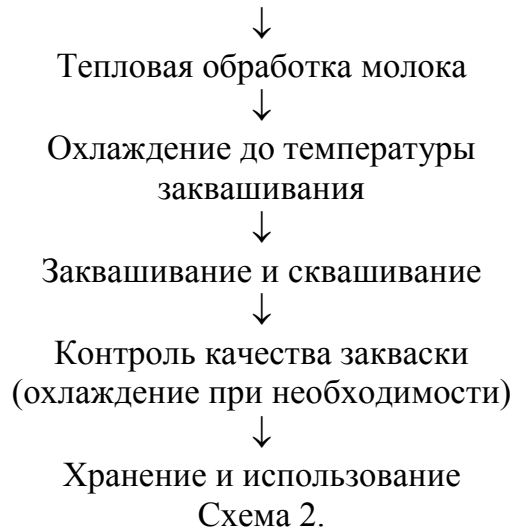 ↓
Тепловая обработка молока
↓
Охлаждение до температуры
заквашивания
↓
Заквашивание и сквашивание
↓
Контроль качества закваски
(охлаждение при необходимости)
↓
Хранение и использование
Схема 2.